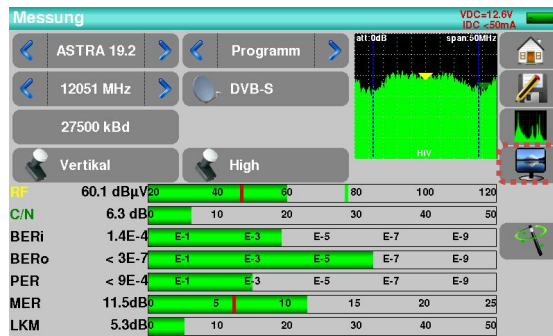 Messung
VDC=12.6V
IDC <50mA
ASTRA 19.2
Programm
att:0dB
span:50MHz
12051 MHz
DVB-S
27500 kBd
Vertikal
High
H/V
RF 60.1 dBµV 20 40 60 80 100 120
C/N 6.3 dB 0 10 20 30 40 50
BERi 1.4E-4 E-1 E-3 E-5 E-7 E-9
BERo < 3E-7 E-1 E-3 E-5 E-7 E-9
PER < 9E-4 E-1 E-3 E-5 E-7 E-9
MER 11.5dB 0 5 10 15 20 25
LKM 5.3dB 0 10 20 30 40 50